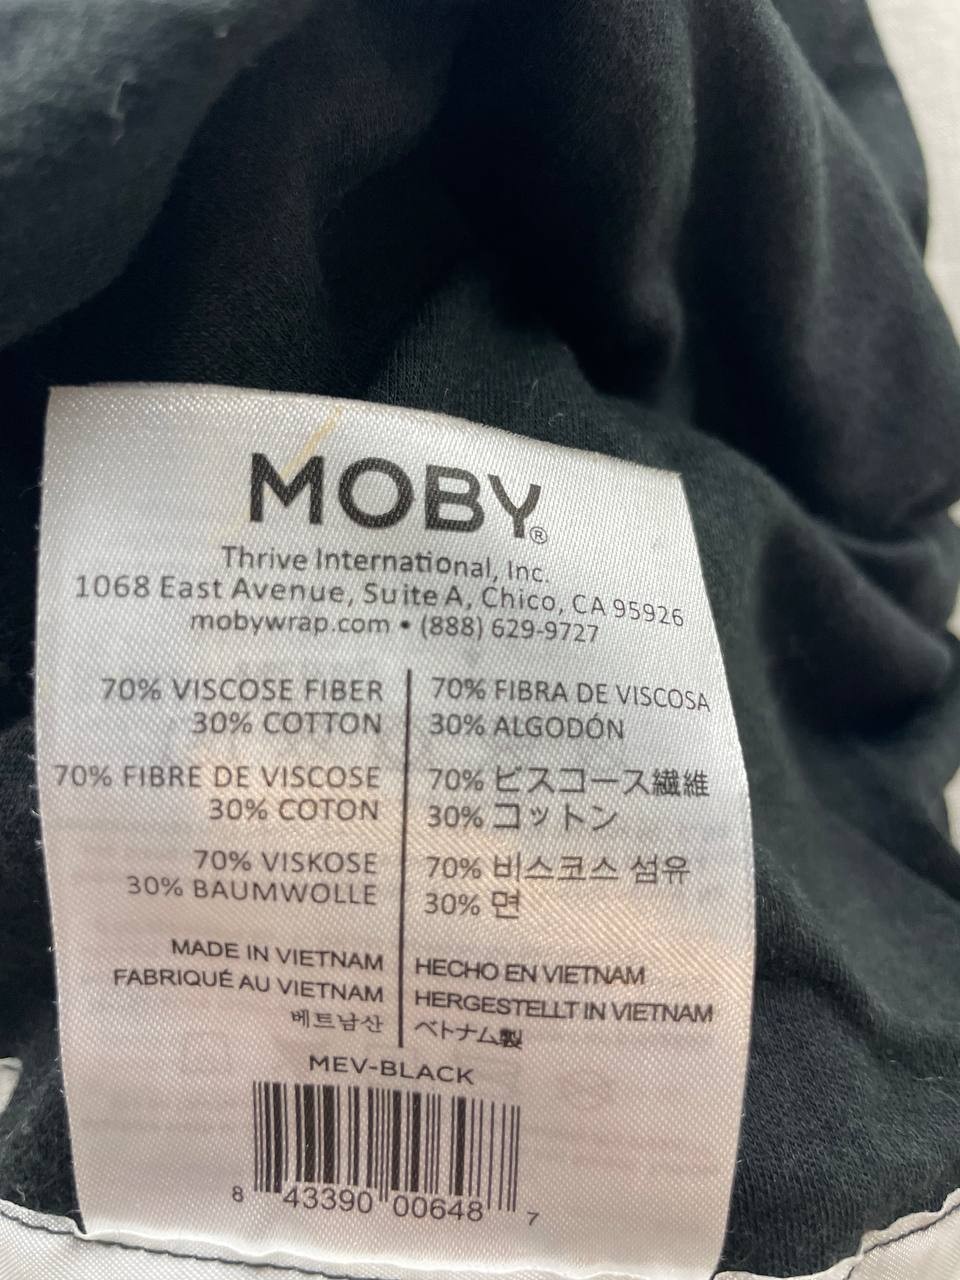 MOBY®
Thrive International, Inc.
1068 East Avenue, Suite A, Chico, CA 95926
mobywrap.com • (888) 629-9727
70% VISCOSE FIBER
30% COTTON
70% FIBRE DE VISCOSE
30% COTON
70% VISKOSE
30% BAUMWOLLE
MADE IN VIETNAM
FABRIQUÉ AU VIETNAM
베트남산
70% FIBRA DE VISCOSA
30% ALGODÓN
70% ビスコース繊維
30% コットン
70% 비스코스 섬유
30% 면
HECHO EN VIETNAM
HERGESTELLT IN VIETNAM
ベトナム製
MEV-BLACK
8 43390 00648 7